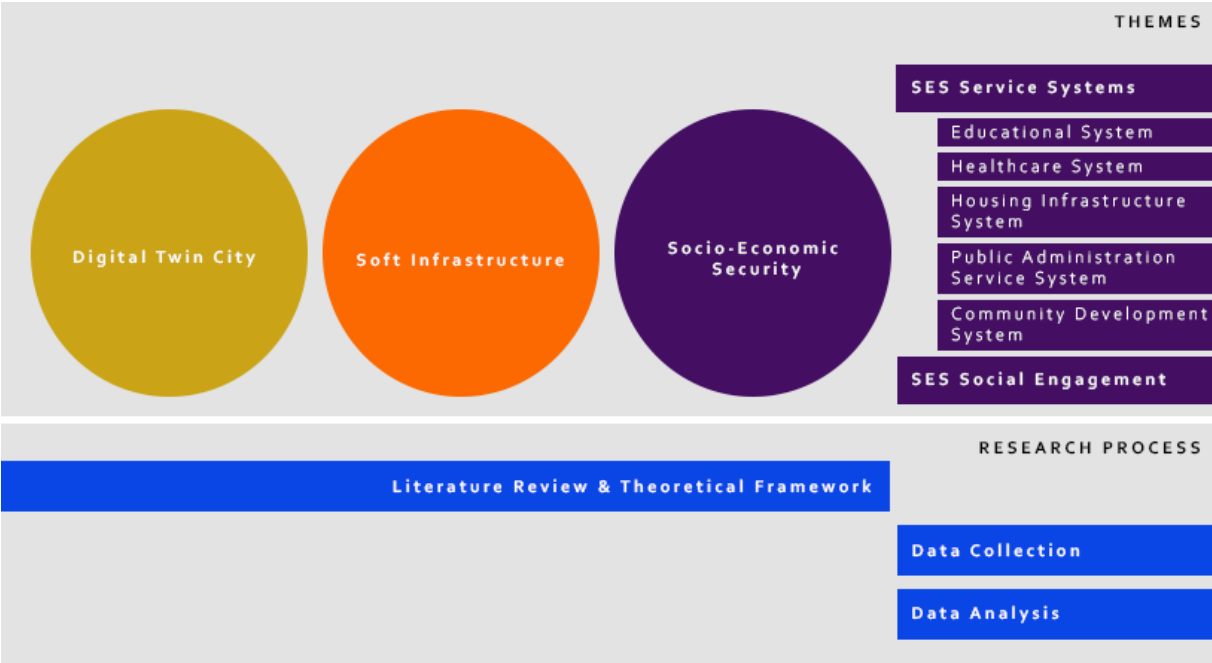 THEMES
Digital Twin City
Soft Infrastructure
Socio-Economic
Security
SES Service Systems
Educational System
Healthcare System
Housing Infrastructure
System
Public Administration
Service System
Community Development
System
SES Social Engagement
RESEARCH PROCESS
Literature Review & Theoretical Framework
Data Collection
Data Analysis